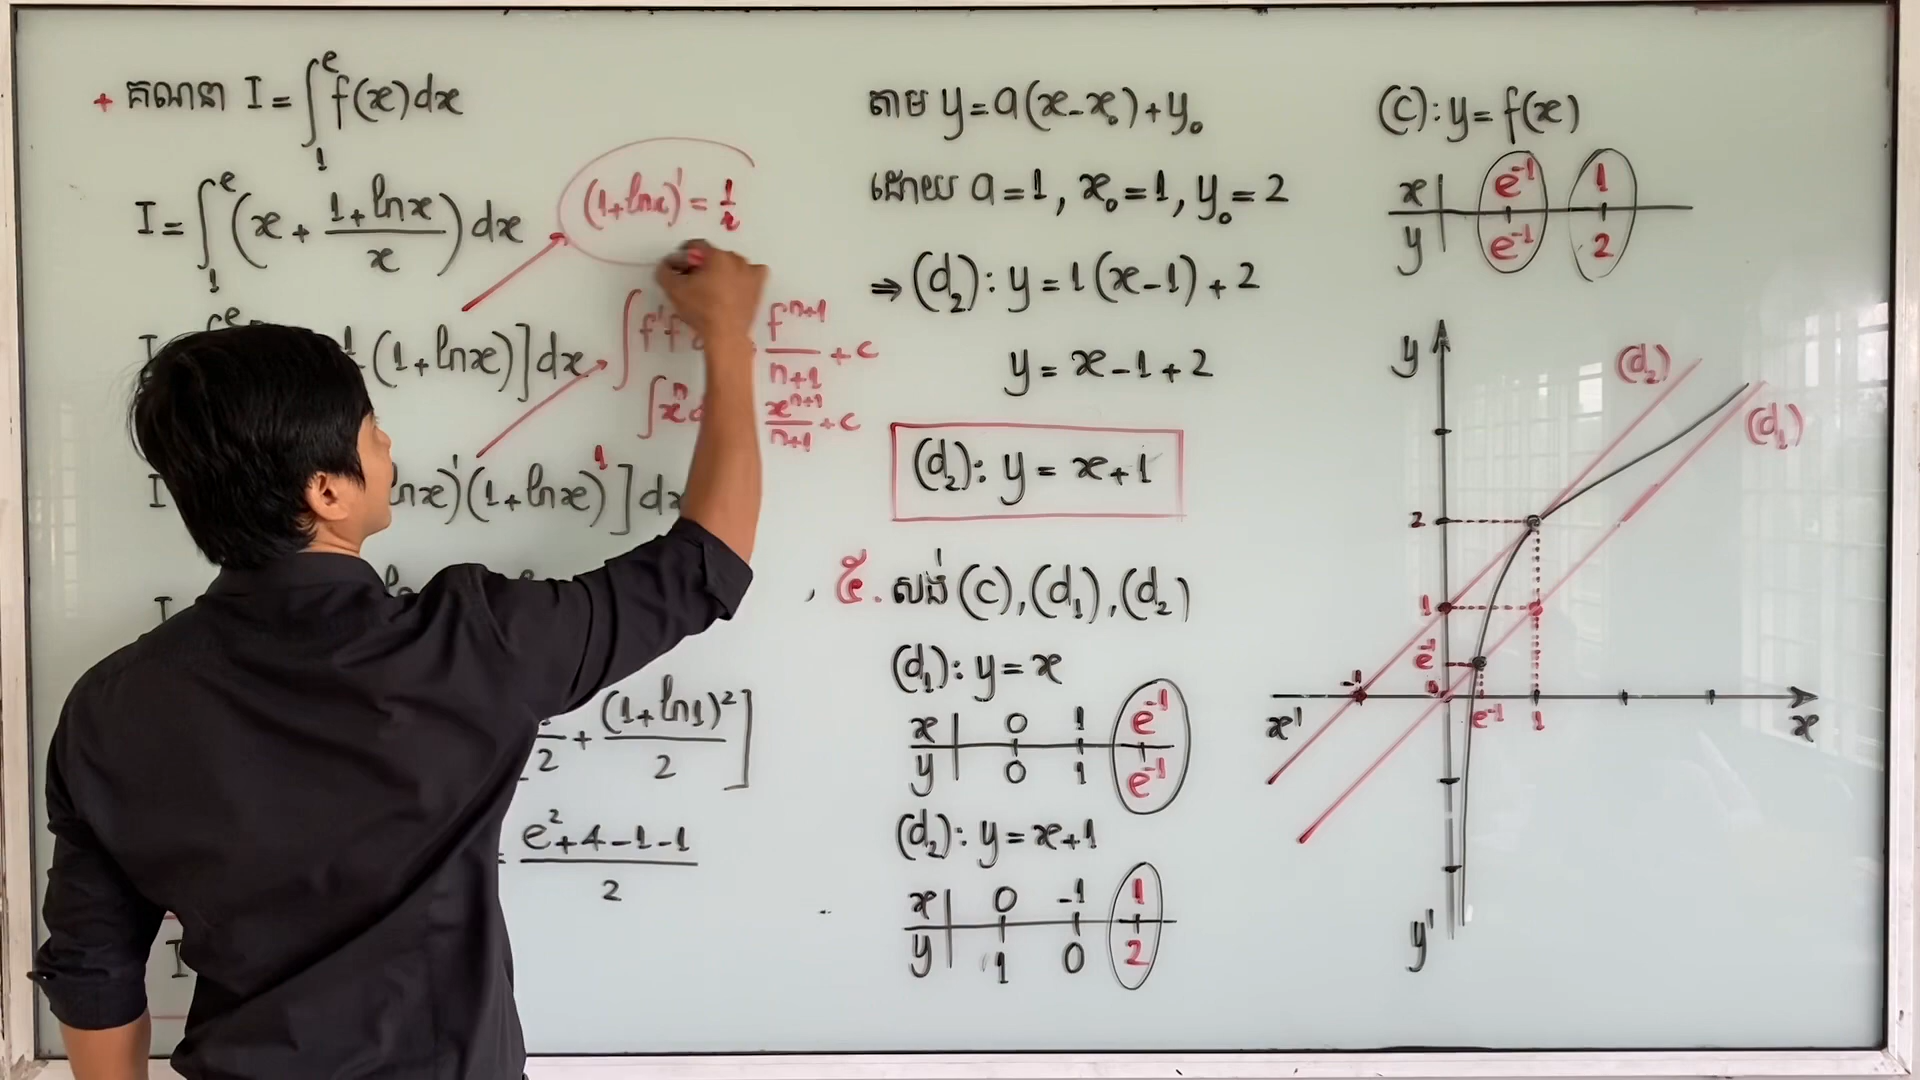 + គណនា I = ∫₁ᵉ f(x)dx
I = ∫₁ᵉ (x + (1+lnx)/x) dx
(1+lnx)' = 1/x
(1+lnx)]dx
∫f'f
fⁿ⁺¹/(n+1) + c
∫xⁿ
xⁿ⁺¹/(n+1) + c
lnx)'(1+lnx)¹]dx
2 + (1+ln1)²/2]
= (e²+4-1-1)/2
I
តាម y = a(x-x₀)+y₀
ដោយ a=1, x₀=1, y₀=2
⇒ (d₂): y = 1(x-1)+2
y = x-1+2
(d₂): y = x+1
៥. សង់ (c), (d₁), (d₂)
(d₁): y = x
x | 0 1 e⁻¹
y | 0 1 e⁻¹
(d₂): y = x+1
x | 0 -1 1
y | 1 0 2
(C): y = f(x)
x | e⁻¹ 1
y | e⁻¹ 2
y
(d₂)
(d₁)
2
1
e⁻¹
-1 0
x' e⁻¹ 1 x
y'